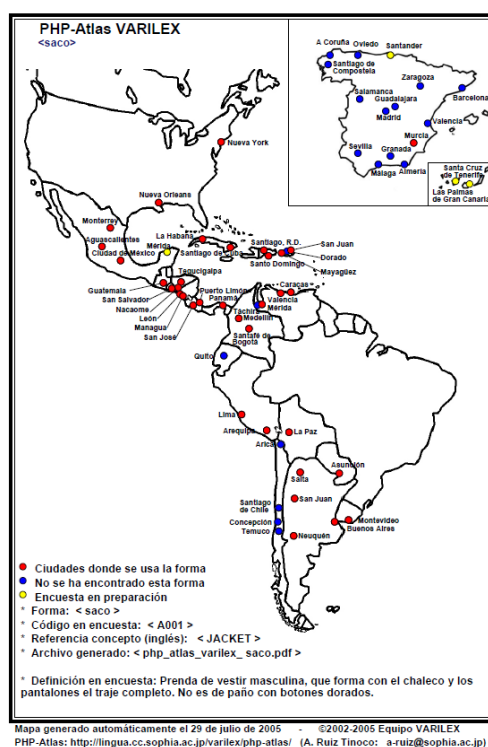 PHP-Atlas VARILEX
<saco>
A Coruña
Oviedo
Santander
Santiago de
Compostela
Zaragoza
Salamanca
Guadalajara
Barcelona
Madrid
Valencia
Murcia
Sevilla
Granada
Málaga
Almería
Santa Cruz
de Tenerife
Las Palmas
de Gran Canaria
Nueva York
Nueva Orleans
Monterrey
Aguascalientes
Ciudad de México
Mérida
La Habana
Santiago de Cuba
Santiago, R.D.
San Juan
Santo Domingo
Dorado
Mayagüez
Tegucigalpa
Guatemala
San Salvador
Nacaome
León
Managua
San José
Puerto Limón
Panamá
Caracas
Valencia
Mérida
Táchira
Medellín
Santafé de
Bogotá
Quito
Lima
Arequipa
La Paz
Arica
Asunción
Salta
San Juan
Santiago
de Chile
Concepción
Temuco
Montevideo
Buenos Aires
Neuquén
Ciudades donde se usa la forma
No se ha encontrado esta forma
Encuesta en preparación
* Forma: < saco >
* Código en encuesta: < A001 >
* Referencia concepto (inglés): < JACKET >
* Archivo generado: < php_atlas_varilex_ saco.pdf >
* Definición en encuesta: Prenda de vestir masculina, que forma con el chaleco y los
pantalones el traje completo. No es de paño con botones dorados.
Mapa generado automáticamente el 29 de julio de 2005 - ©2002-2005 Equipo VARILEX
PHP-Atlas: http://lingua.cc.sophia.ac.jp/varilex/php-atlas/ (A. Ruiz Tinoco: a-ruiz@sophia.ac.jp)